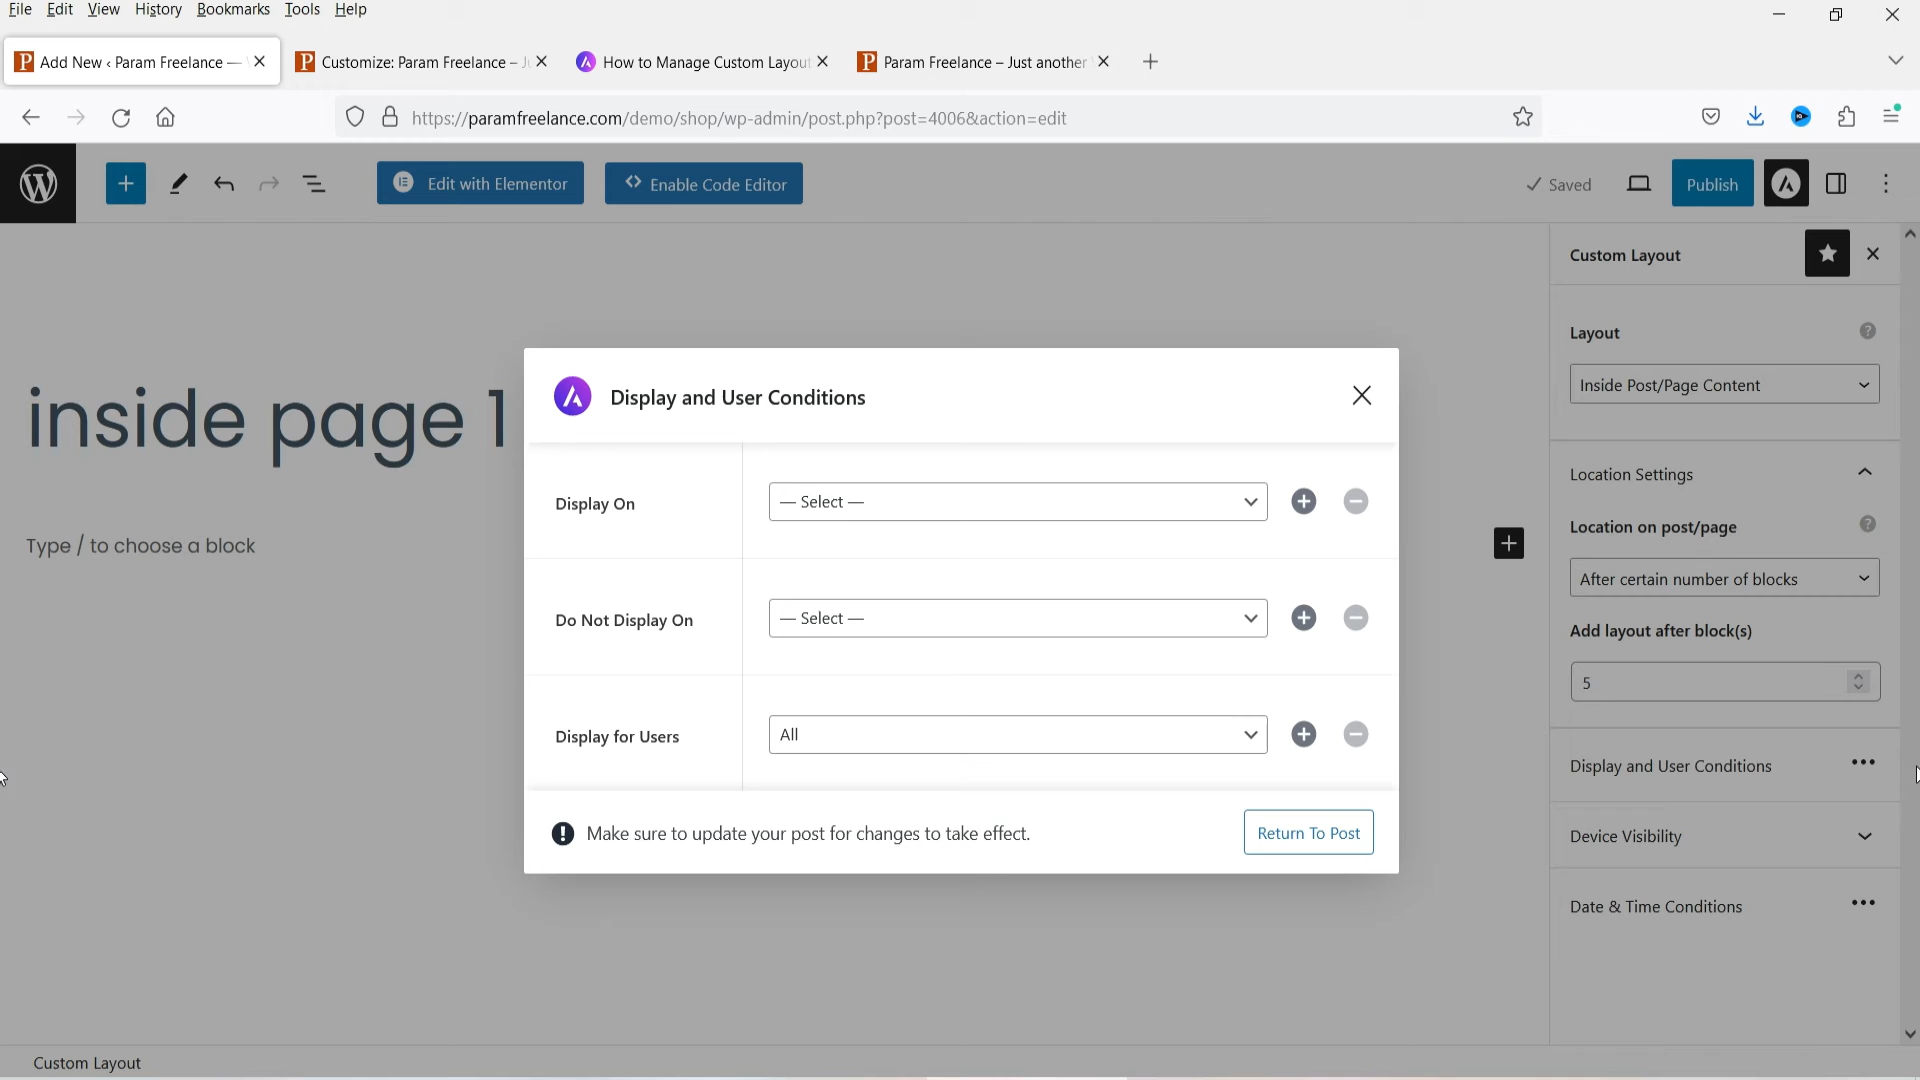 File Edit View History Bookmarks Tools Help
Add New ‹ Param Freelance —
Customize: Param Freelance –
How to Manage Custom Layout
Param Freelance – Just another
https://paramfreelance.com/demo/shop/wp-admin/post.php?post=4006&action=edit
Edit with Elementor
Enable Code Editor
Saved
Publish
Custom Layout
Layout
Inside Post/Page Content
Location Settings
Location on post/page
After certain number of blocks
Add layout after block(s)
5
Display and User Conditions
Device Visibility
Date & Time Conditions
inside page 1
Type / to choose a block
Display and User Conditions
Display On
— Select —
Do Not Display On
— Select —
Display for Users
All
Make sure to update your post for changes to take effect.
Return To Post
Custom Layout